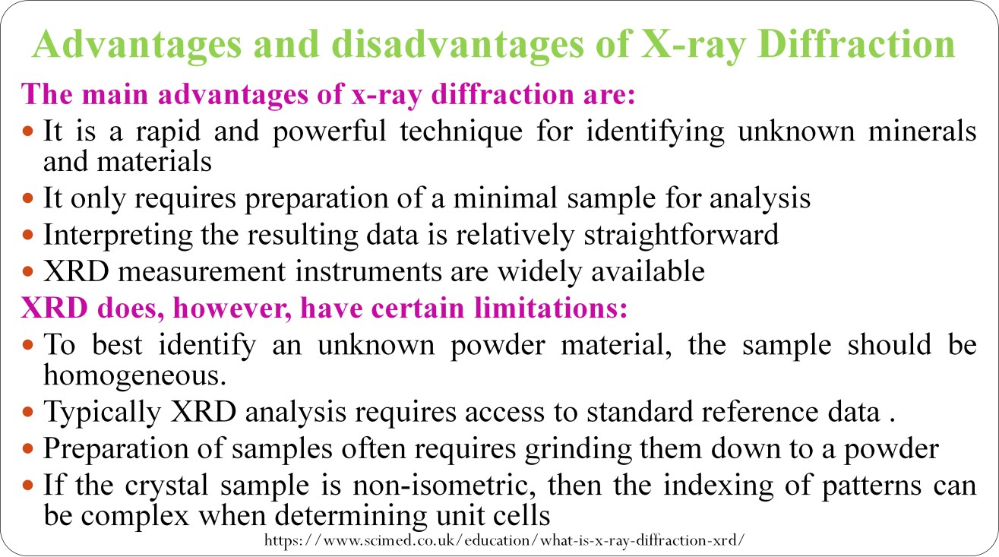 Advantages and disadvantages of X-ray Diffraction
The main advantages of x-ray diffraction are:
• It is a rapid and powerful technique for identifying unknown minerals
and materials
• It only requires preparation of a minimal sample for analysis
• Interpreting the resulting data is relatively straightforward
• XRD measurement instruments are widely available
XRD does, however, have certain limitations:
• To best identify an unknown powder material, the sample should be
homogeneous.
• Typically XRD analysis requires access to standard reference data .
• Preparation of samples often requires grinding them down to a powder
• If the crystal sample is non-isometric, then the indexing of patterns can
be complex when determining unit cells
https://www.scimed.co.uk/education/what-is-x-ray-diffraction-xrd/